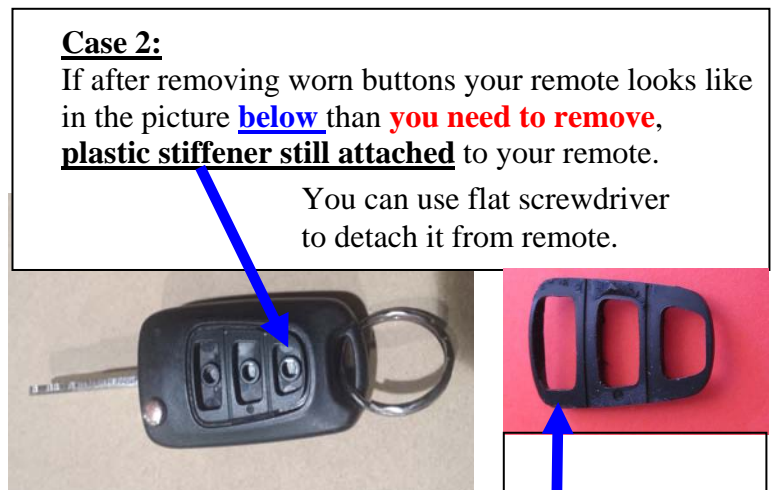 Case 2:
If after removing worn buttons your remote looks like
in the picture below than you need to remove,
plastic stiffener still attached to your remote.
You can use flat screwdriver
to detach it from remote.